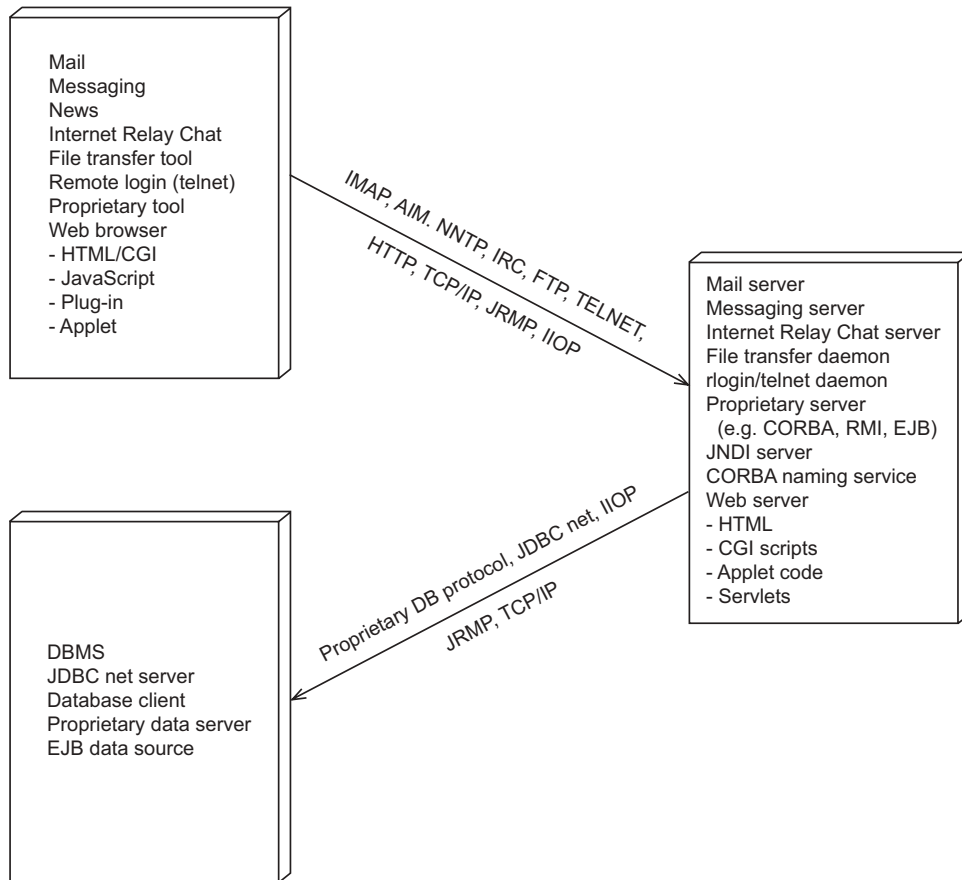 Mail
Messaging
News
Internet Relay Chat
File transfer tool
Remote login (telnet)
Proprietary tool
Web browser
- HTML/CGI
- JavaScript
- Plug-in
- Applet
IMAP, AIM. NNTP, IRC, FTP, TELNET,
HTTP, TCP/IP, JRMP, IIOP
Mail server
Messaging server
Internet Relay Chat server
File transfer daemon
rlogin/telnet daemon
Proprietary server
(e.g. CORBA, RMI, EJB)
JNDI server
CORBA naming service
Web server
- HTML
- CGI scripts
- Applet code
- Servlets
Proprietary DB protocol, JDBC net, IIOP
JRMP, TCP/IP
DBMS
JDBC net server
Database client
Proprietary data server
EJB data source